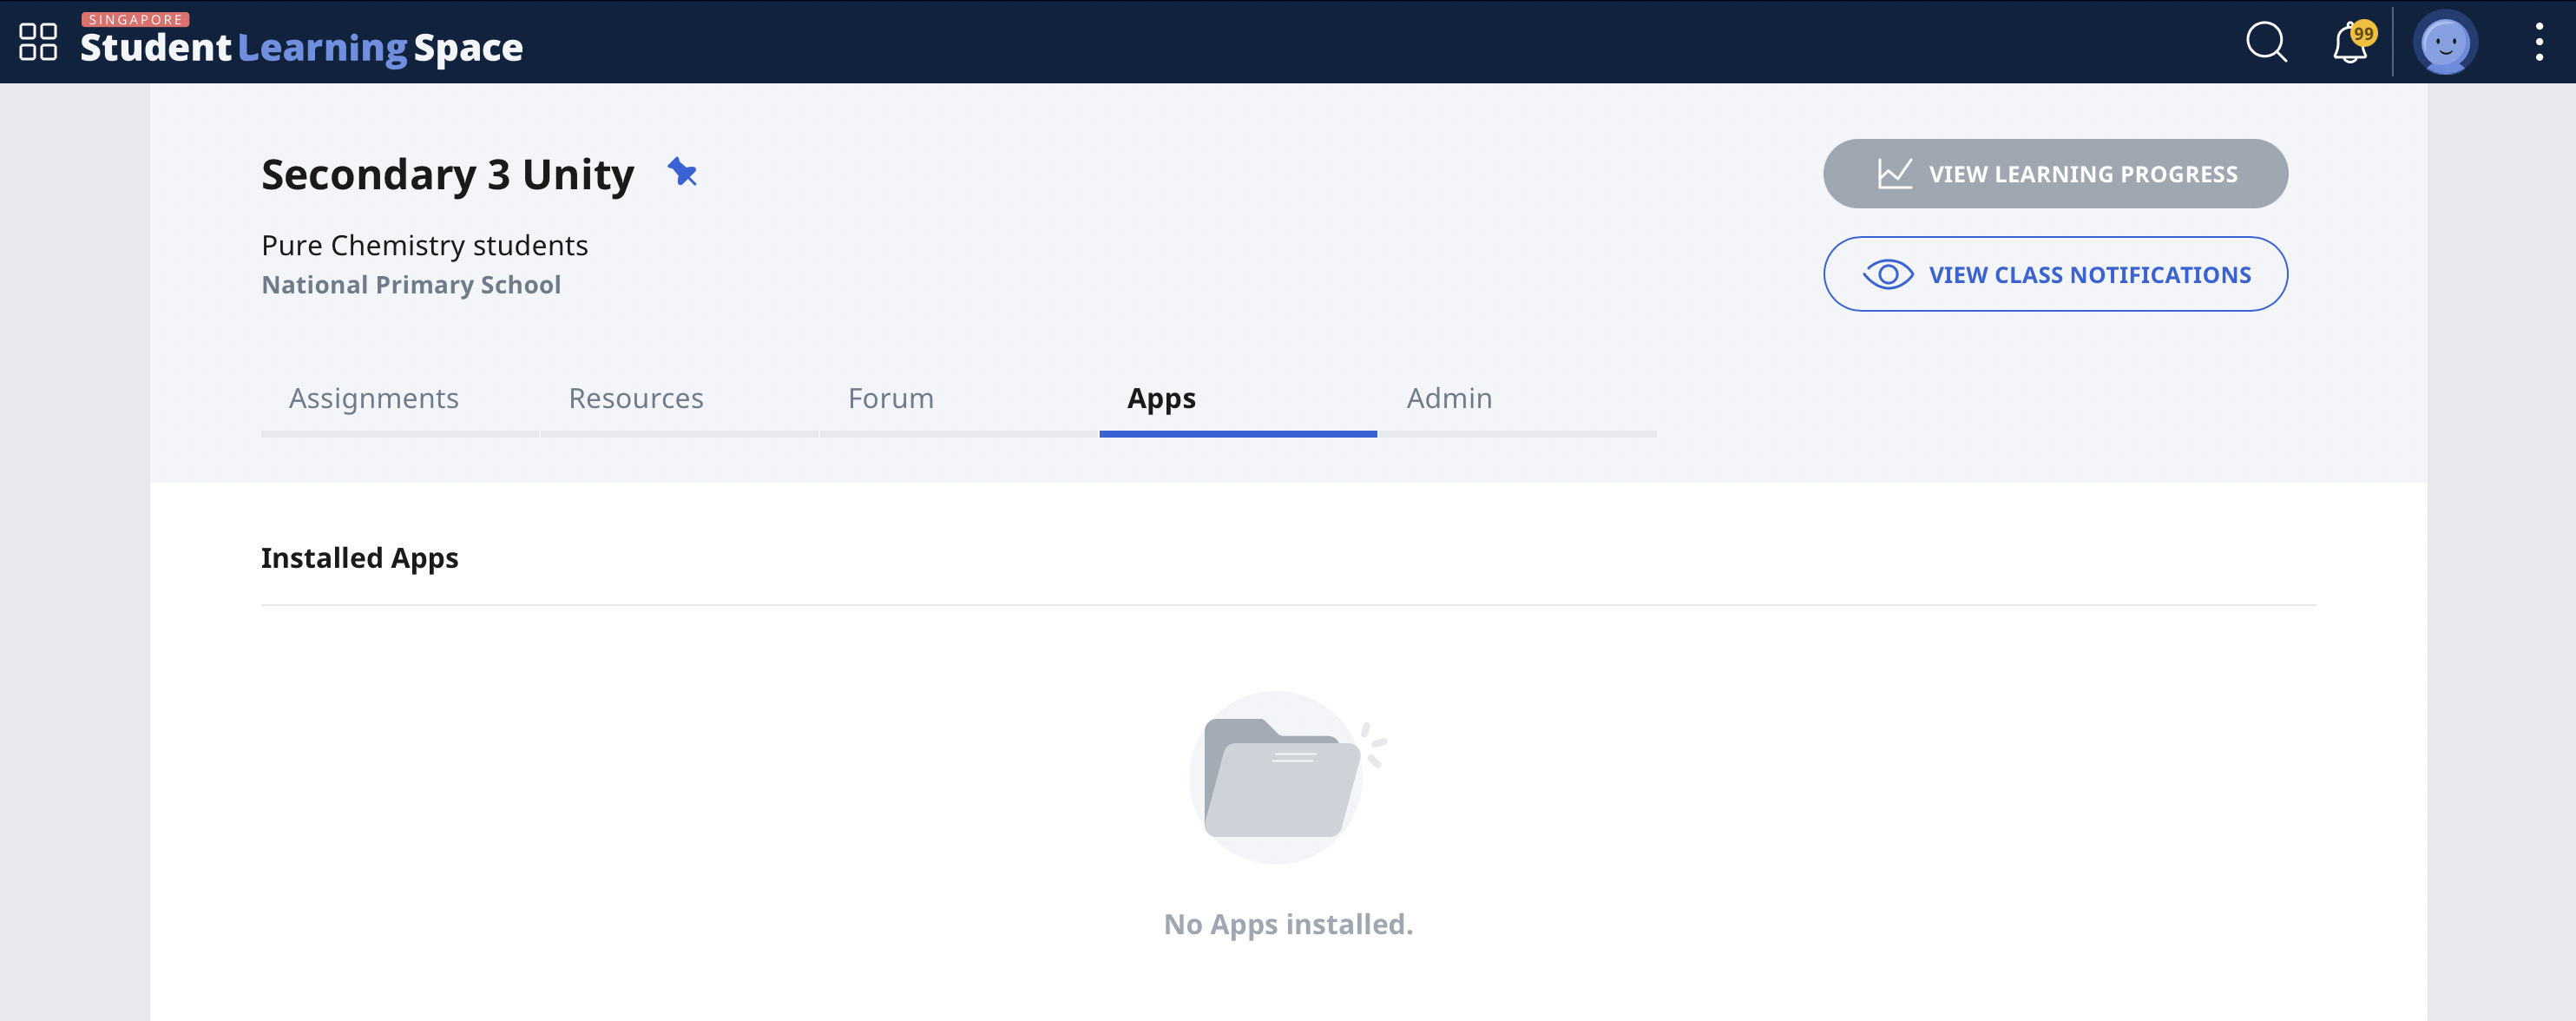 SINGAPORE
Student Learning Space
99
Secondary 3 Unity
VIEW LEARNING PROGRESS
Pure Chemistry students
National Primary School
VIEW CLASS NOTIFICATIONS
Assignments Resources Forum Apps Admin
Installed Apps
No Apps installed.